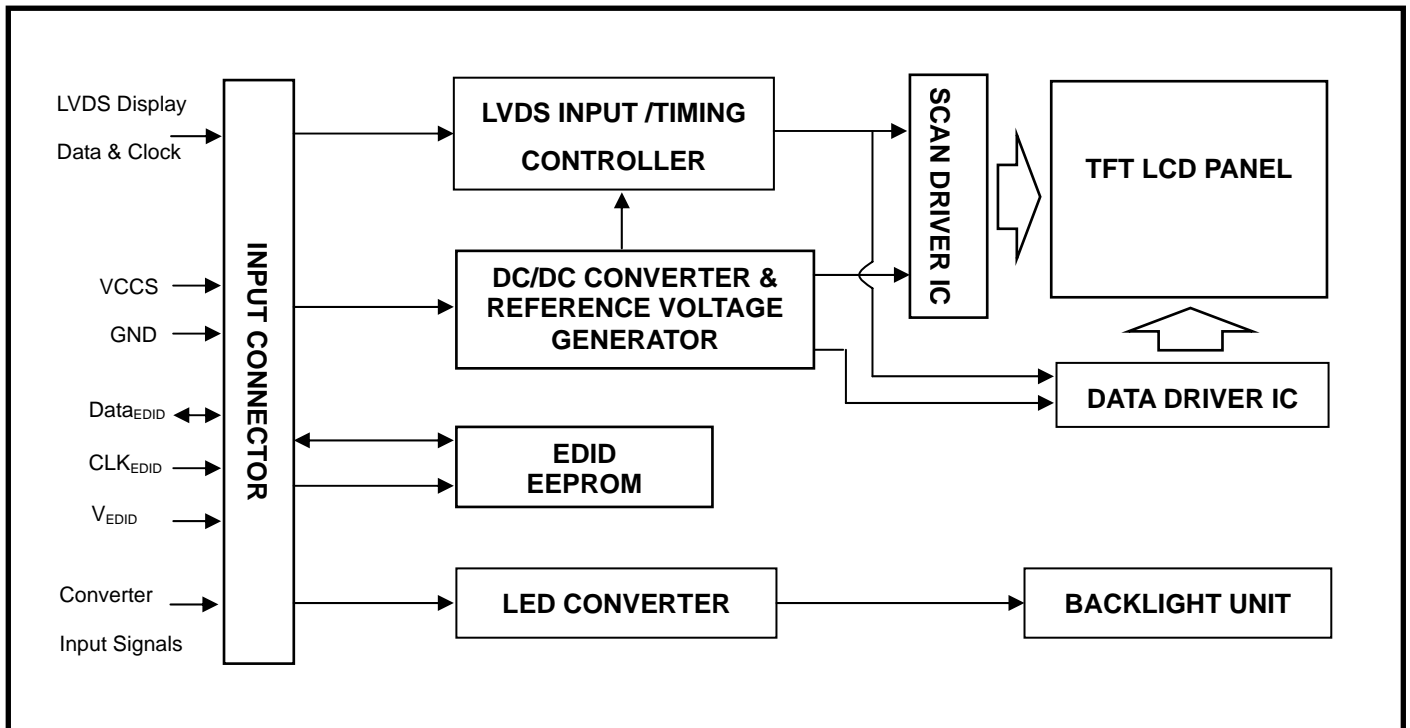 LVDS Display
Data & Clock
VCCS
GND
DataEDID
CLKEDID
VEDID
Converter
Input Signals
INPUT CONNECTOR
LVDS INPUT /TIMING
CONTROLLER
DC/DC CONVERTER &
REFERENCE VOLTAGE
GENERATOR
EDID
EEPROM
LED CONVERTER
SCAN DRIVER IC
TFT LCD PANEL
DATA DRIVER IC
BACKLIGHT UNIT